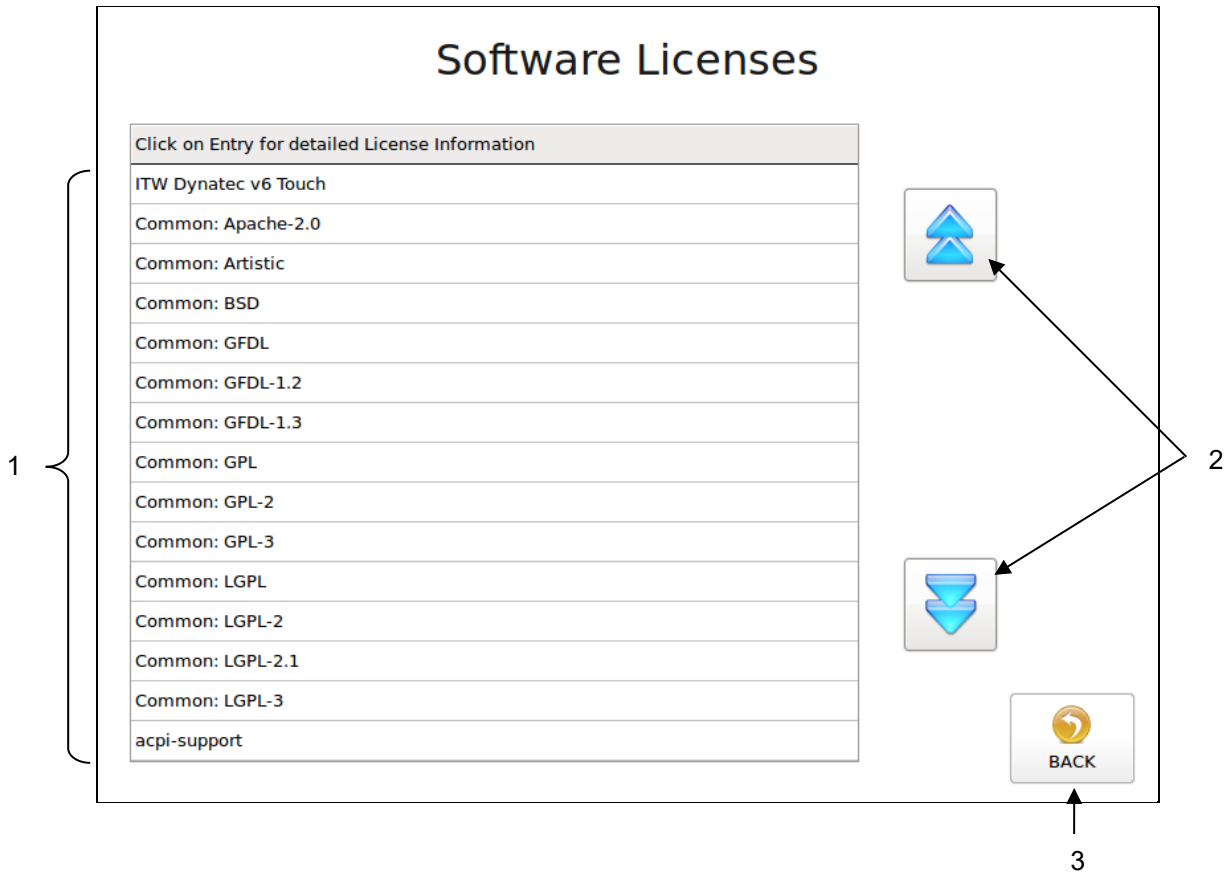 Software Licenses
Click on Entry for detailed License Information
ITW Dynatec v6 Touch
Common: Apache-2.0
Common: Artistic
Common: BSD
Common: GFDL
Common: GFDL-1.2
Common: GFDL-1.3
Common: GPL
1
2
Common: GPL-2
Common: GPL-3
Common: LGPL
Common: LGPL-2
Common: LGPL-2.1
Common: LGPL-3
acpi-support
BACK
3